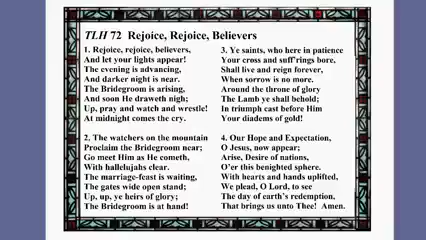 TLH 72 Rejoice, Rejoice, Believers
1. Rejoice, rejoice, believers,
And let your lights appear!
The evening is advancing,
And darker night is near.
The Bridegroom is arising,
And soon He draweth nigh;
Up, pray and watch and wrestle!
At midnight comes the cry.
2. The watchers on the mountain
Proclaim the Bridegroom near;
Go meet Him as He cometh,
With hallelujahs clear.
The marriage-feast is waiting,
The gates wide open stand;
Up, up, ye heirs of glory;
The Bridegroom is at hand!
3. Ye saints, who here in patience
Your cross and suff'rings bore,
Shall live and reign forever,
When sorrow is no more.
Around the throne of glory
The Lamb ye shall behold;
In triumph cast before Him
Your diadems of gold!
4. Our Hope and Expectation,
O Jesus, now appear;
Arise, Desire of nations,
O'er this benighted sphere.
With hearts and hands uplifted,
We plead, O Lord, to see
The day of earth's redemption,
That brings us unto Thee! Amen.